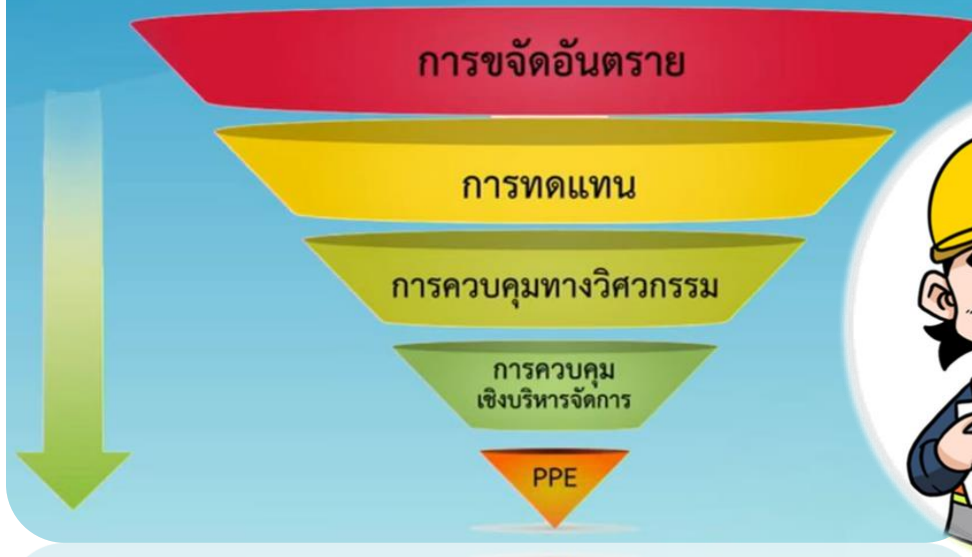 การขจัดอันตราย
การทดแทน
การควบคุมทางวิศวกรรม
การควบคุม
เชิงบริหารจัดการ
PPE